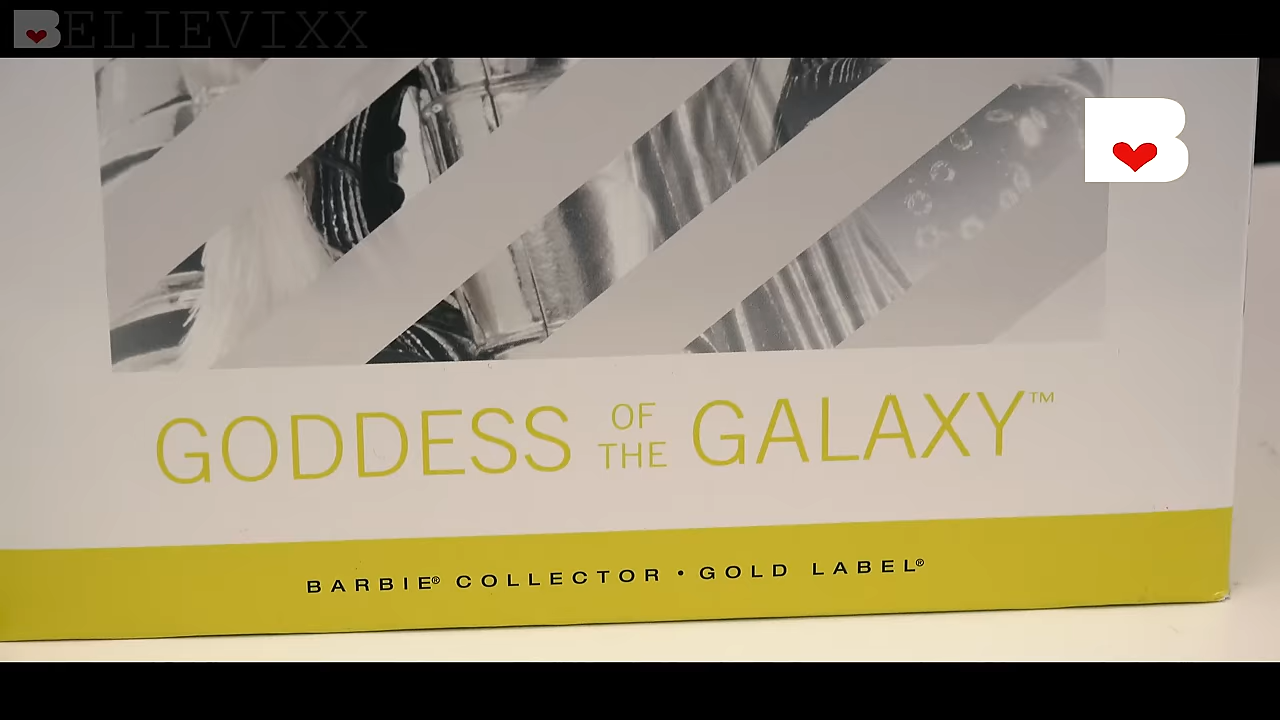 BELIEVIXX
B
GODDESS OF THE GALAXY™
BARBIE® COLLECTOR • GOLD LABEL®